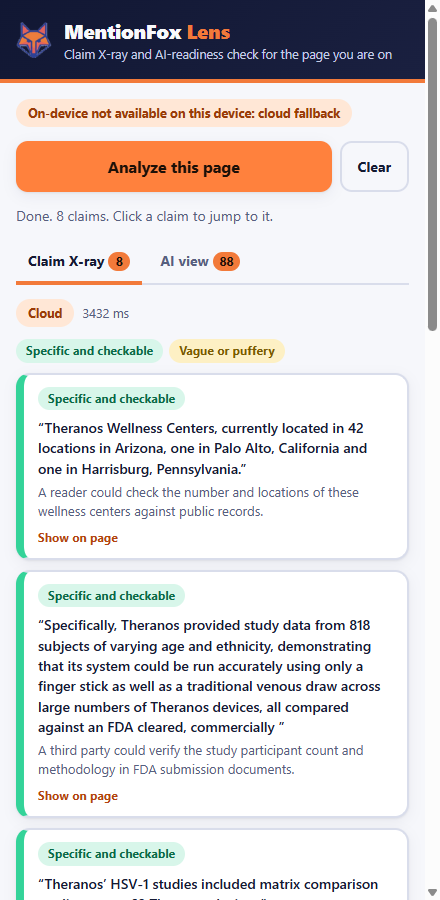 MentionFox Lens
Claim X-ray and AI-readiness check for the page you are on
On-device not available on this device: cloud fallback
Analyze this page
Clear
Done. 8 claims. Click a claim to jump to it.
Claim X-ray 8
AI view 88
Cloud 3432 ms
Specific and checkable
Vague or puffery
Specific and checkable
“Theranos Wellness Centers, currently located in 42
locations in Arizona, one in Palo Alto, California and
one in Harrisburg, Pennsylvania.”
A reader could check the number and locations of these
wellness centers against public records.
Show on page
Specific and checkable
“Specifically, Theranos provided study data from 818
subjects of varying age and ethnicity, demonstrating
that its system could be run accurately using only a
finger stick as well as a traditional venous draw across
large numbers of Theranos devices, all compared
against an FDA cleared, commercially ”
A third party could verify the study participant count and
methodology in FDA submission documents.
Show on page
Specific and checkable
“Theranos’ HSV-1 studies included matrix comparison